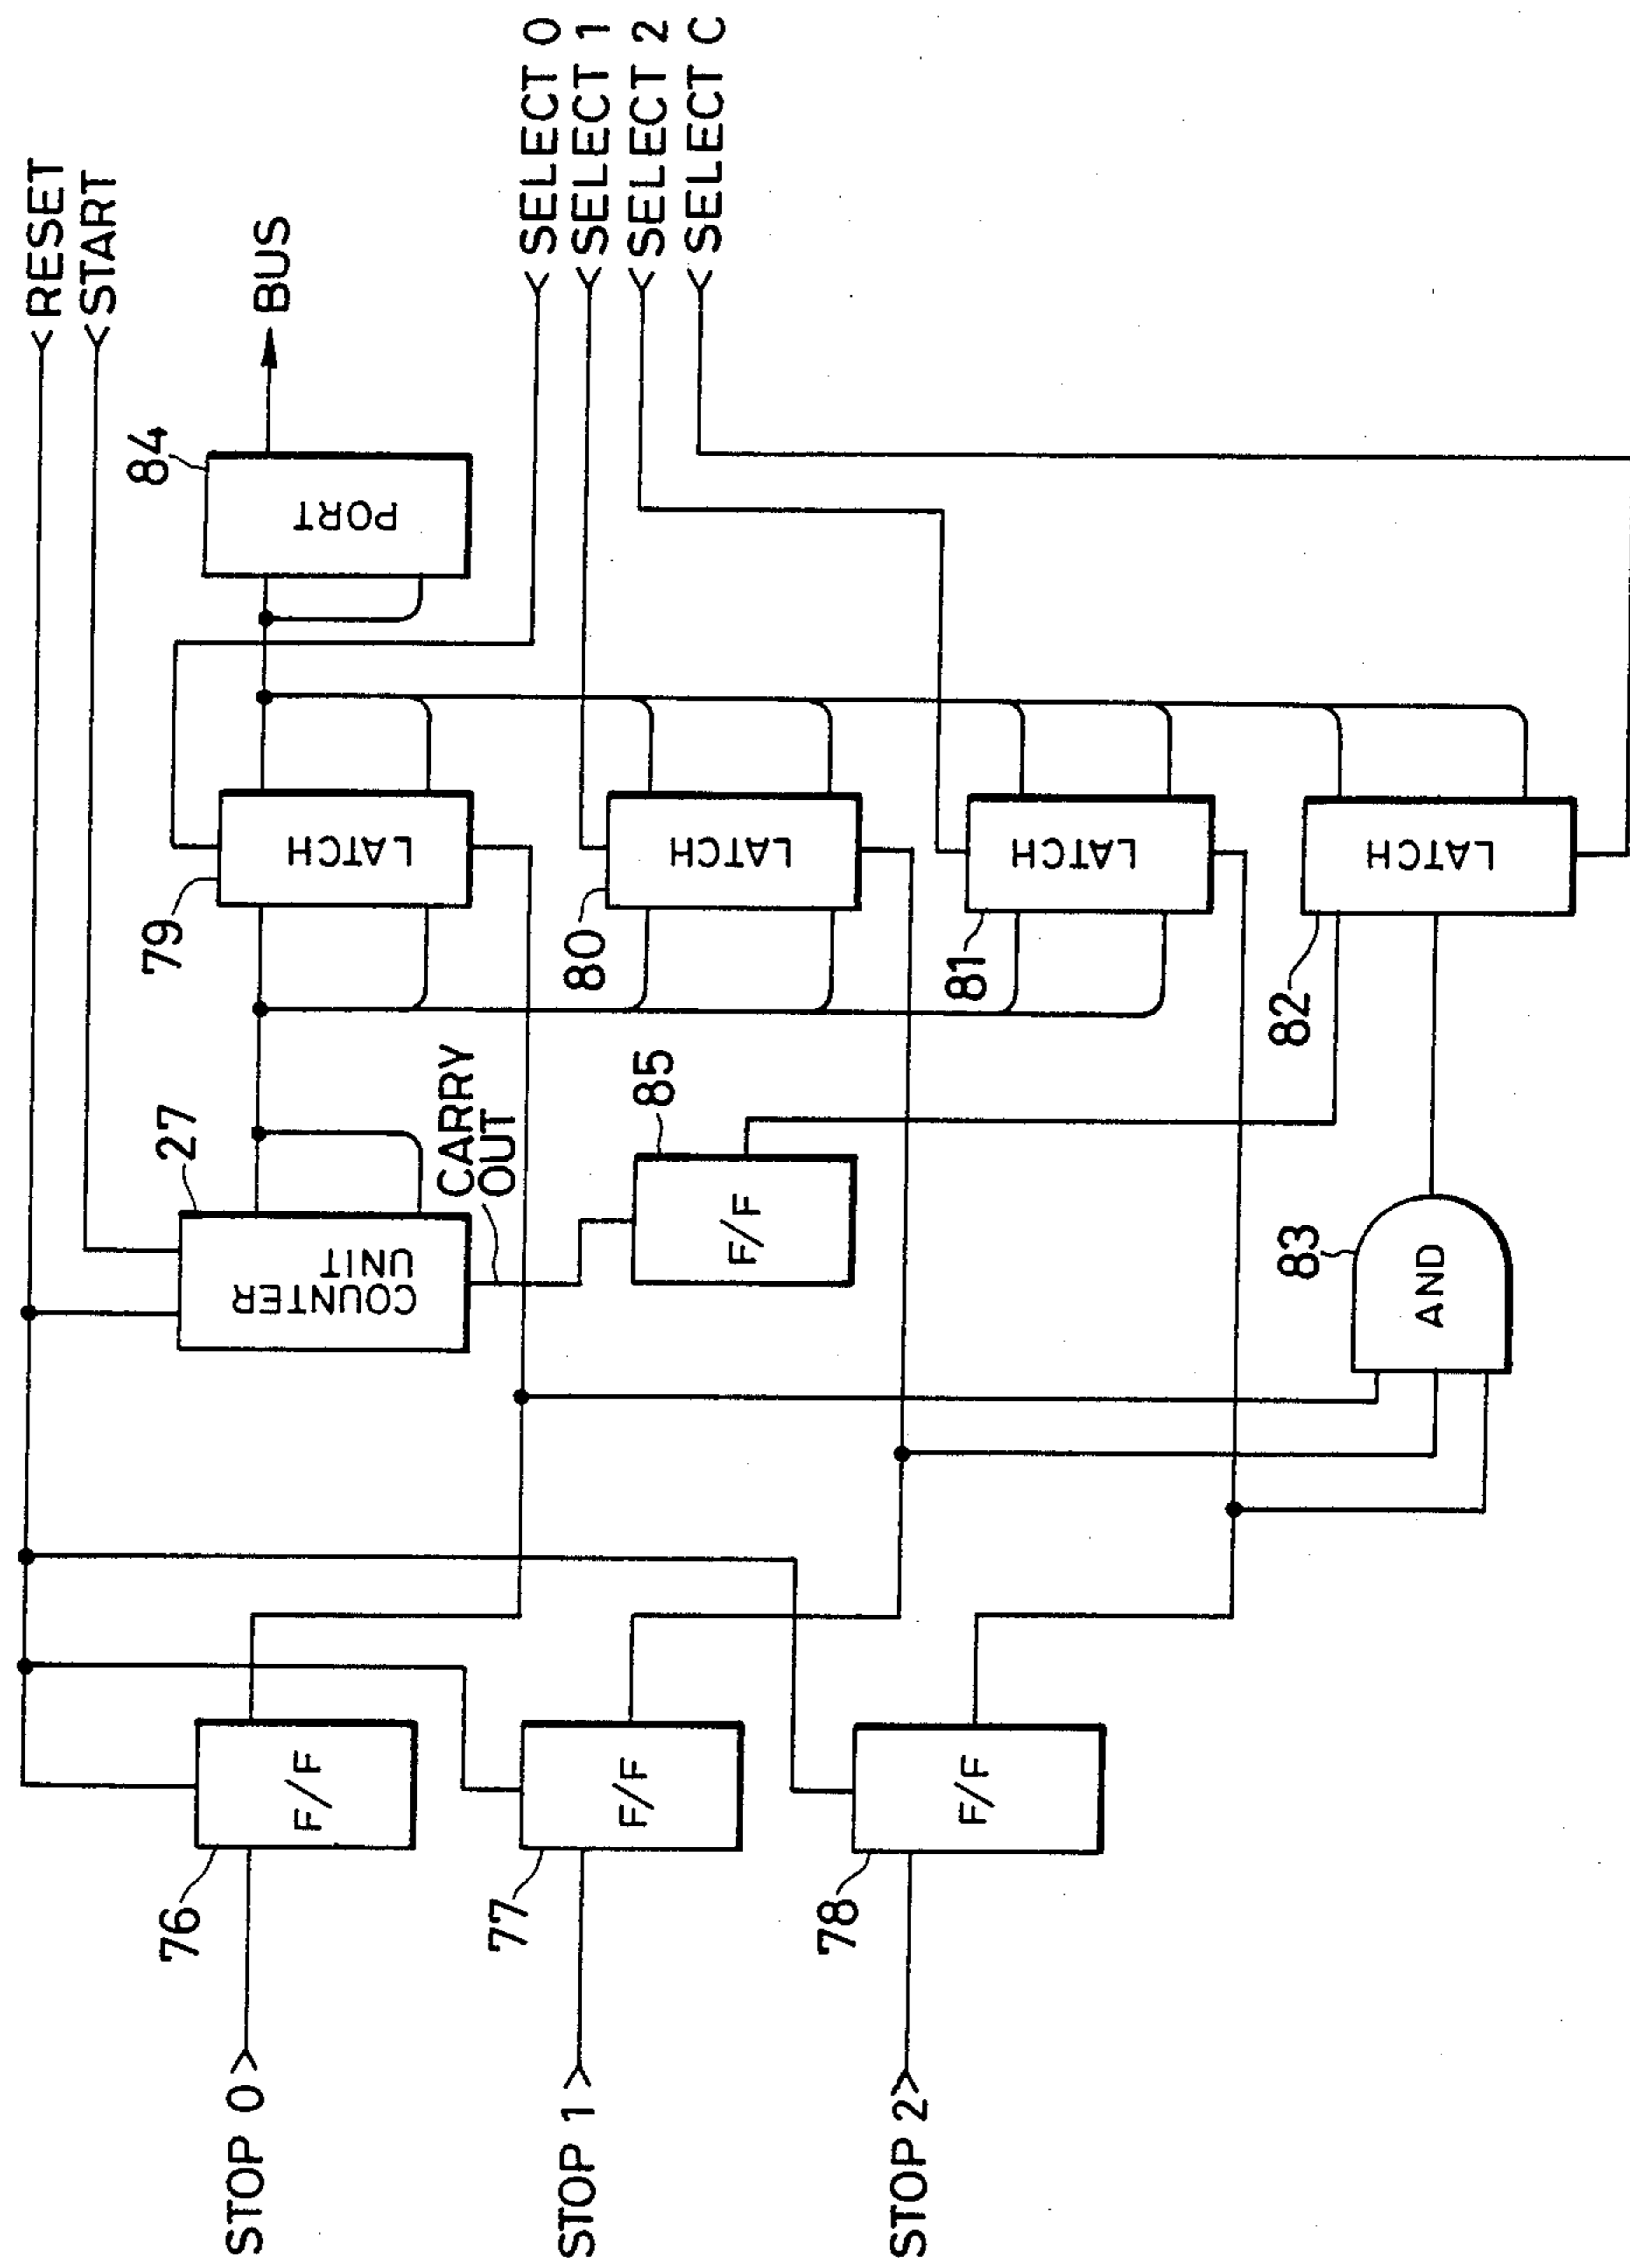 <RESET
<START
BUS
84
PORT
<SELECT 0
<SELECT 1
<SELECT 2
<SELECT C
79
LATCH
80
LATCH
81
LATCH
82
LATCH
27
COUNTER
UNIT
CARRY
OUT
85
F/F
83
AND
76
F/F
77
F/F
78
F/F
STOP 0>
STOP 1>
STOP 2>